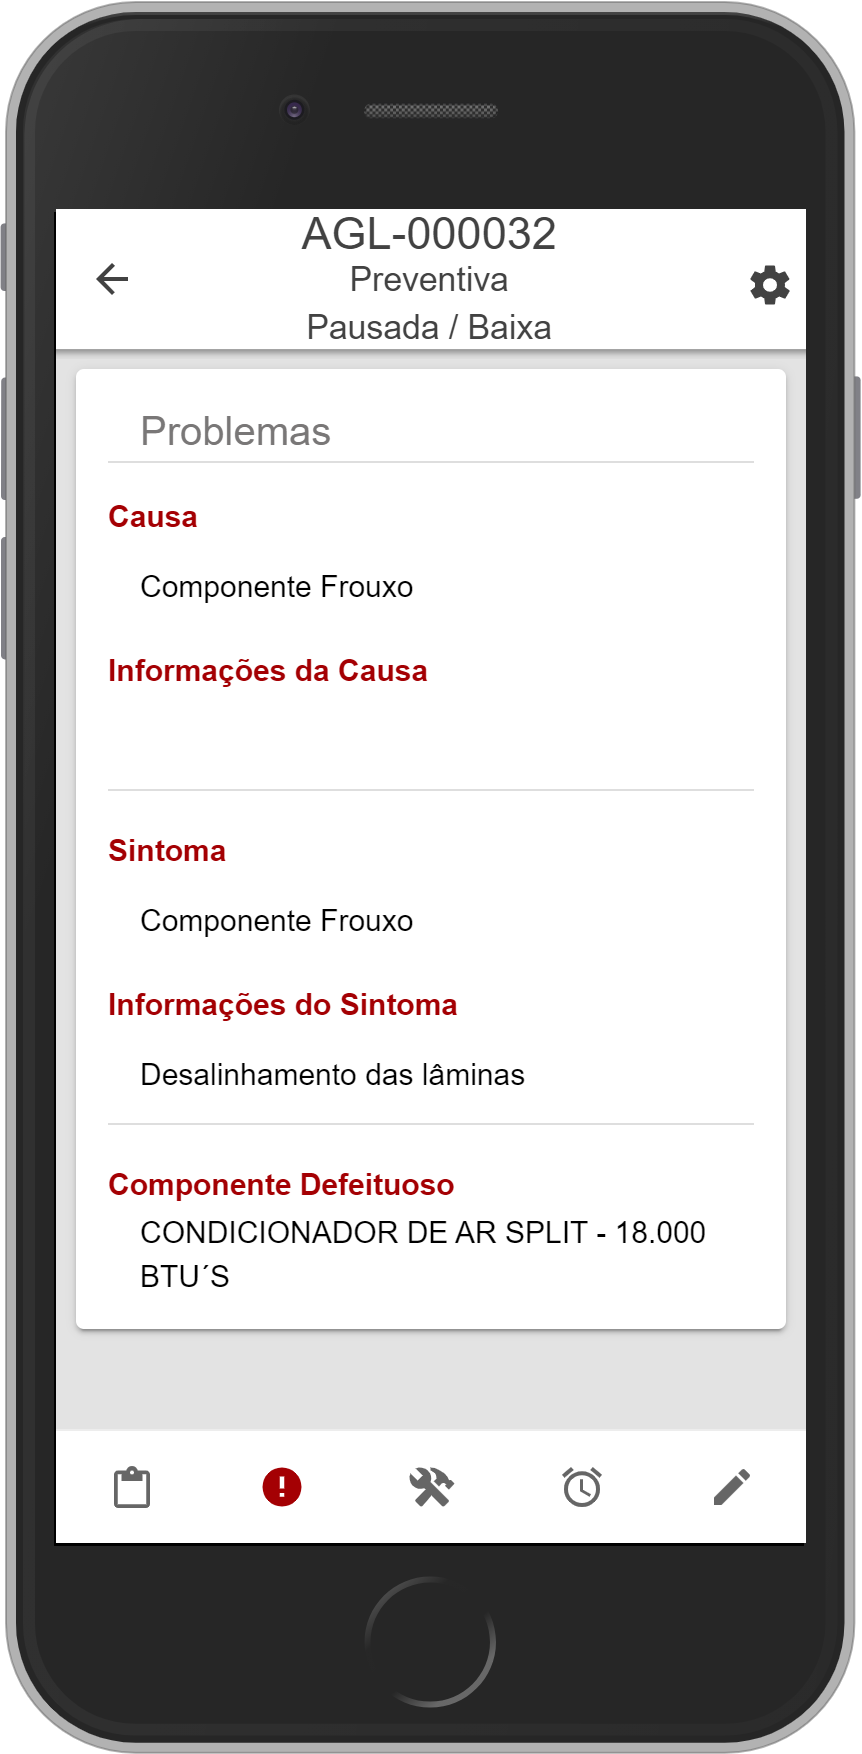 AGL-000032
Preventiva
Pausada / Baixa
Problemas
Causa
Componente Frouxo
Informações da Causa
Sintoma
Componente Frouxo
Informações do Sintoma
Desalinhamento das lâminas
Componente Defeituoso
CONDICIONADOR DE AR SPLIT - 18.000
BTU´S